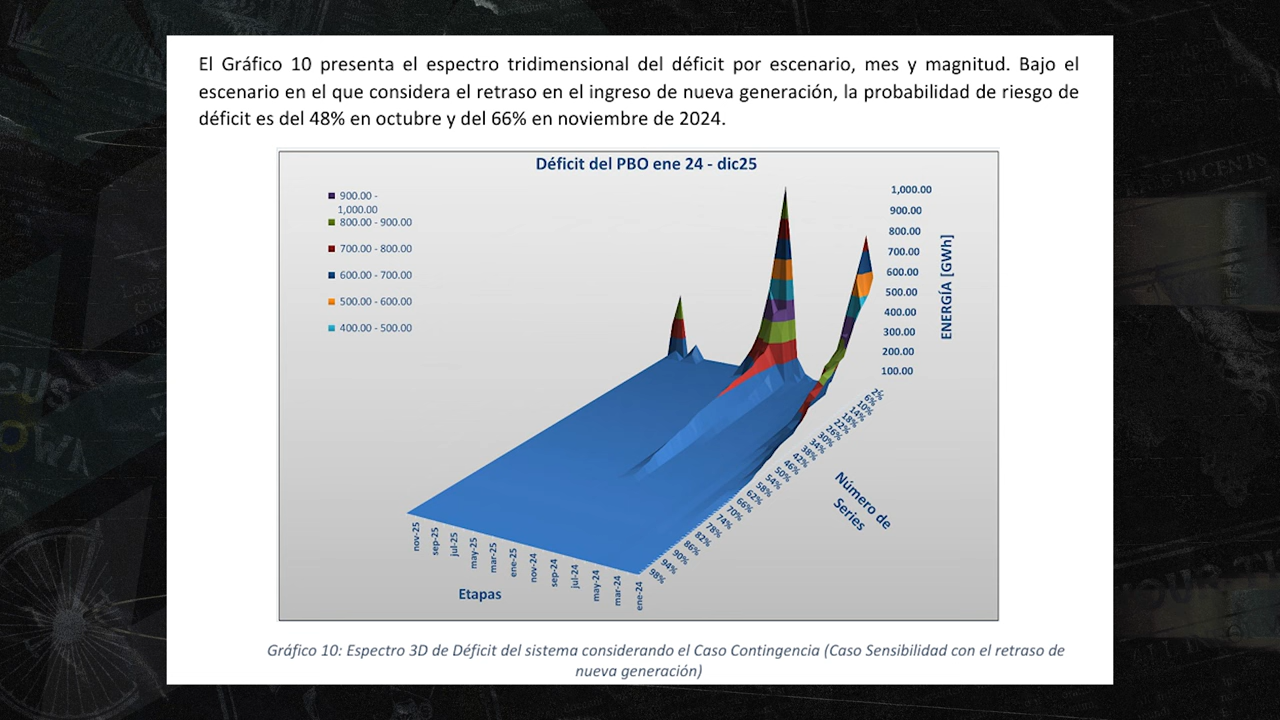 El Gráfico 10 presenta el espectro tridimensional del déficit por escenario, mes y magnitud. Bajo el
escenario en el que considera el retraso en el ingreso de nueva generación, la probabilidad de riesgo de
déficit es del 48% en octubre y del 66% en noviembre de 2024.
Déficit del PBO ene 24 - dic25
900.00 -
1,000.00
800.00 - 900.00
700.00 - 800.00
600.00 - 700.00
500.00 - 600.00
400.00 - 500.00
1,000.00
900.00
800.00
700.00
600.00
500.00
400.00
300.00
200.00
100.00
ENERGÍA [GWh]
2%
6%
10%
14%
18%
22%
26%
30%
34%
38%
42%
46%
50%
54%
58%
62%
66%
70%
74%
78%
82%
86%
90%
94%
98%
Número de
Series
nov-25
sep-25
jul-25
may-25
mar-25
ene-25
nov-24
sep-24
jul-24
may-24
mar-24
ene-24
Etapas
Gráfico 10: Espectro 3D de Déficit del sistema considerando el Caso Contingencia (Caso Sensibilidad con el retraso de
nueva generación)
10 CENTS